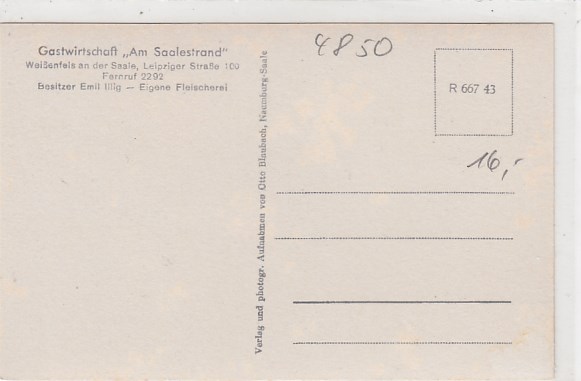 Gastwirtschaft „Am Saalestrand"
Weißenfels an der Saale, Leipziger Straße 100
Fernruf 2292
Besitzer Emil Illig — Eigene Fleischerei
Verlag und photogr. Aufnahmen von Otto Blaubach, Naumburg-Saale
4850
R 667 43
16,-